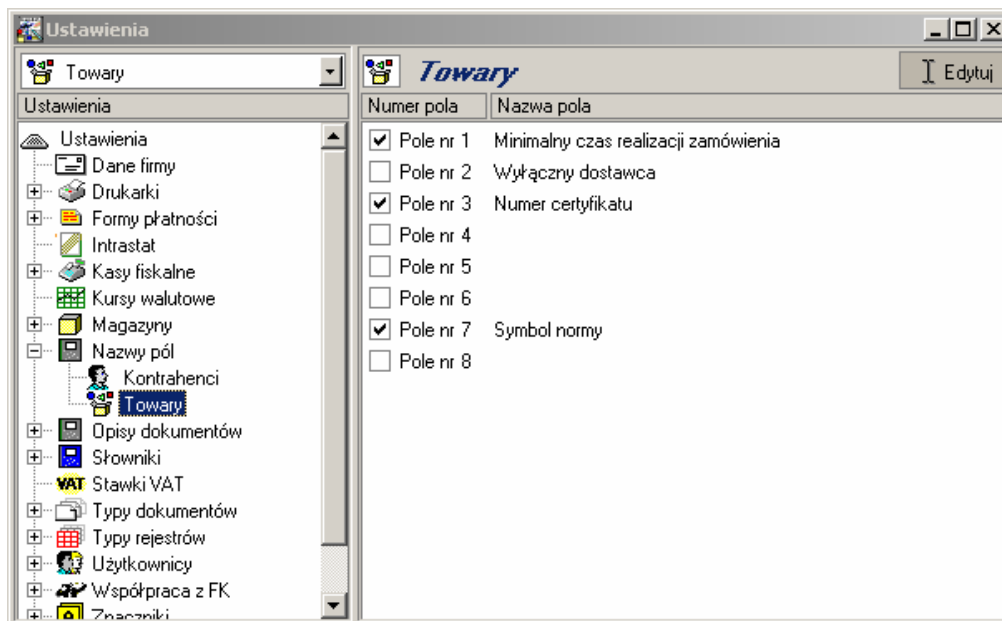 Ustawienia
Towary
Towary
Edytuj
Ustawienia
Numer pola
Nazwa pola
Ustawienia
Dane firmy
Drukarki
Formy płatności
Intrastat
Kasy fiskalne
Kursy walutowe
Magazyny
Nazwy pól
Kontrahenci
Towary
Opisy dokumentów
Słowniki
VAT Stawki VAT
Typy dokumentów
Typy rejestrów
Użytkownicy
Współpraca z FK
Znaczniki
Pole nr 1 Minimalny czas realizacji zamówienia
Pole nr 2 Wyłączny dostawca
Pole nr 3 Numer certyfikatu
Pole nr 4
Pole nr 5
Pole nr 6
Pole nr 7 Symbol normy
Pole nr 8